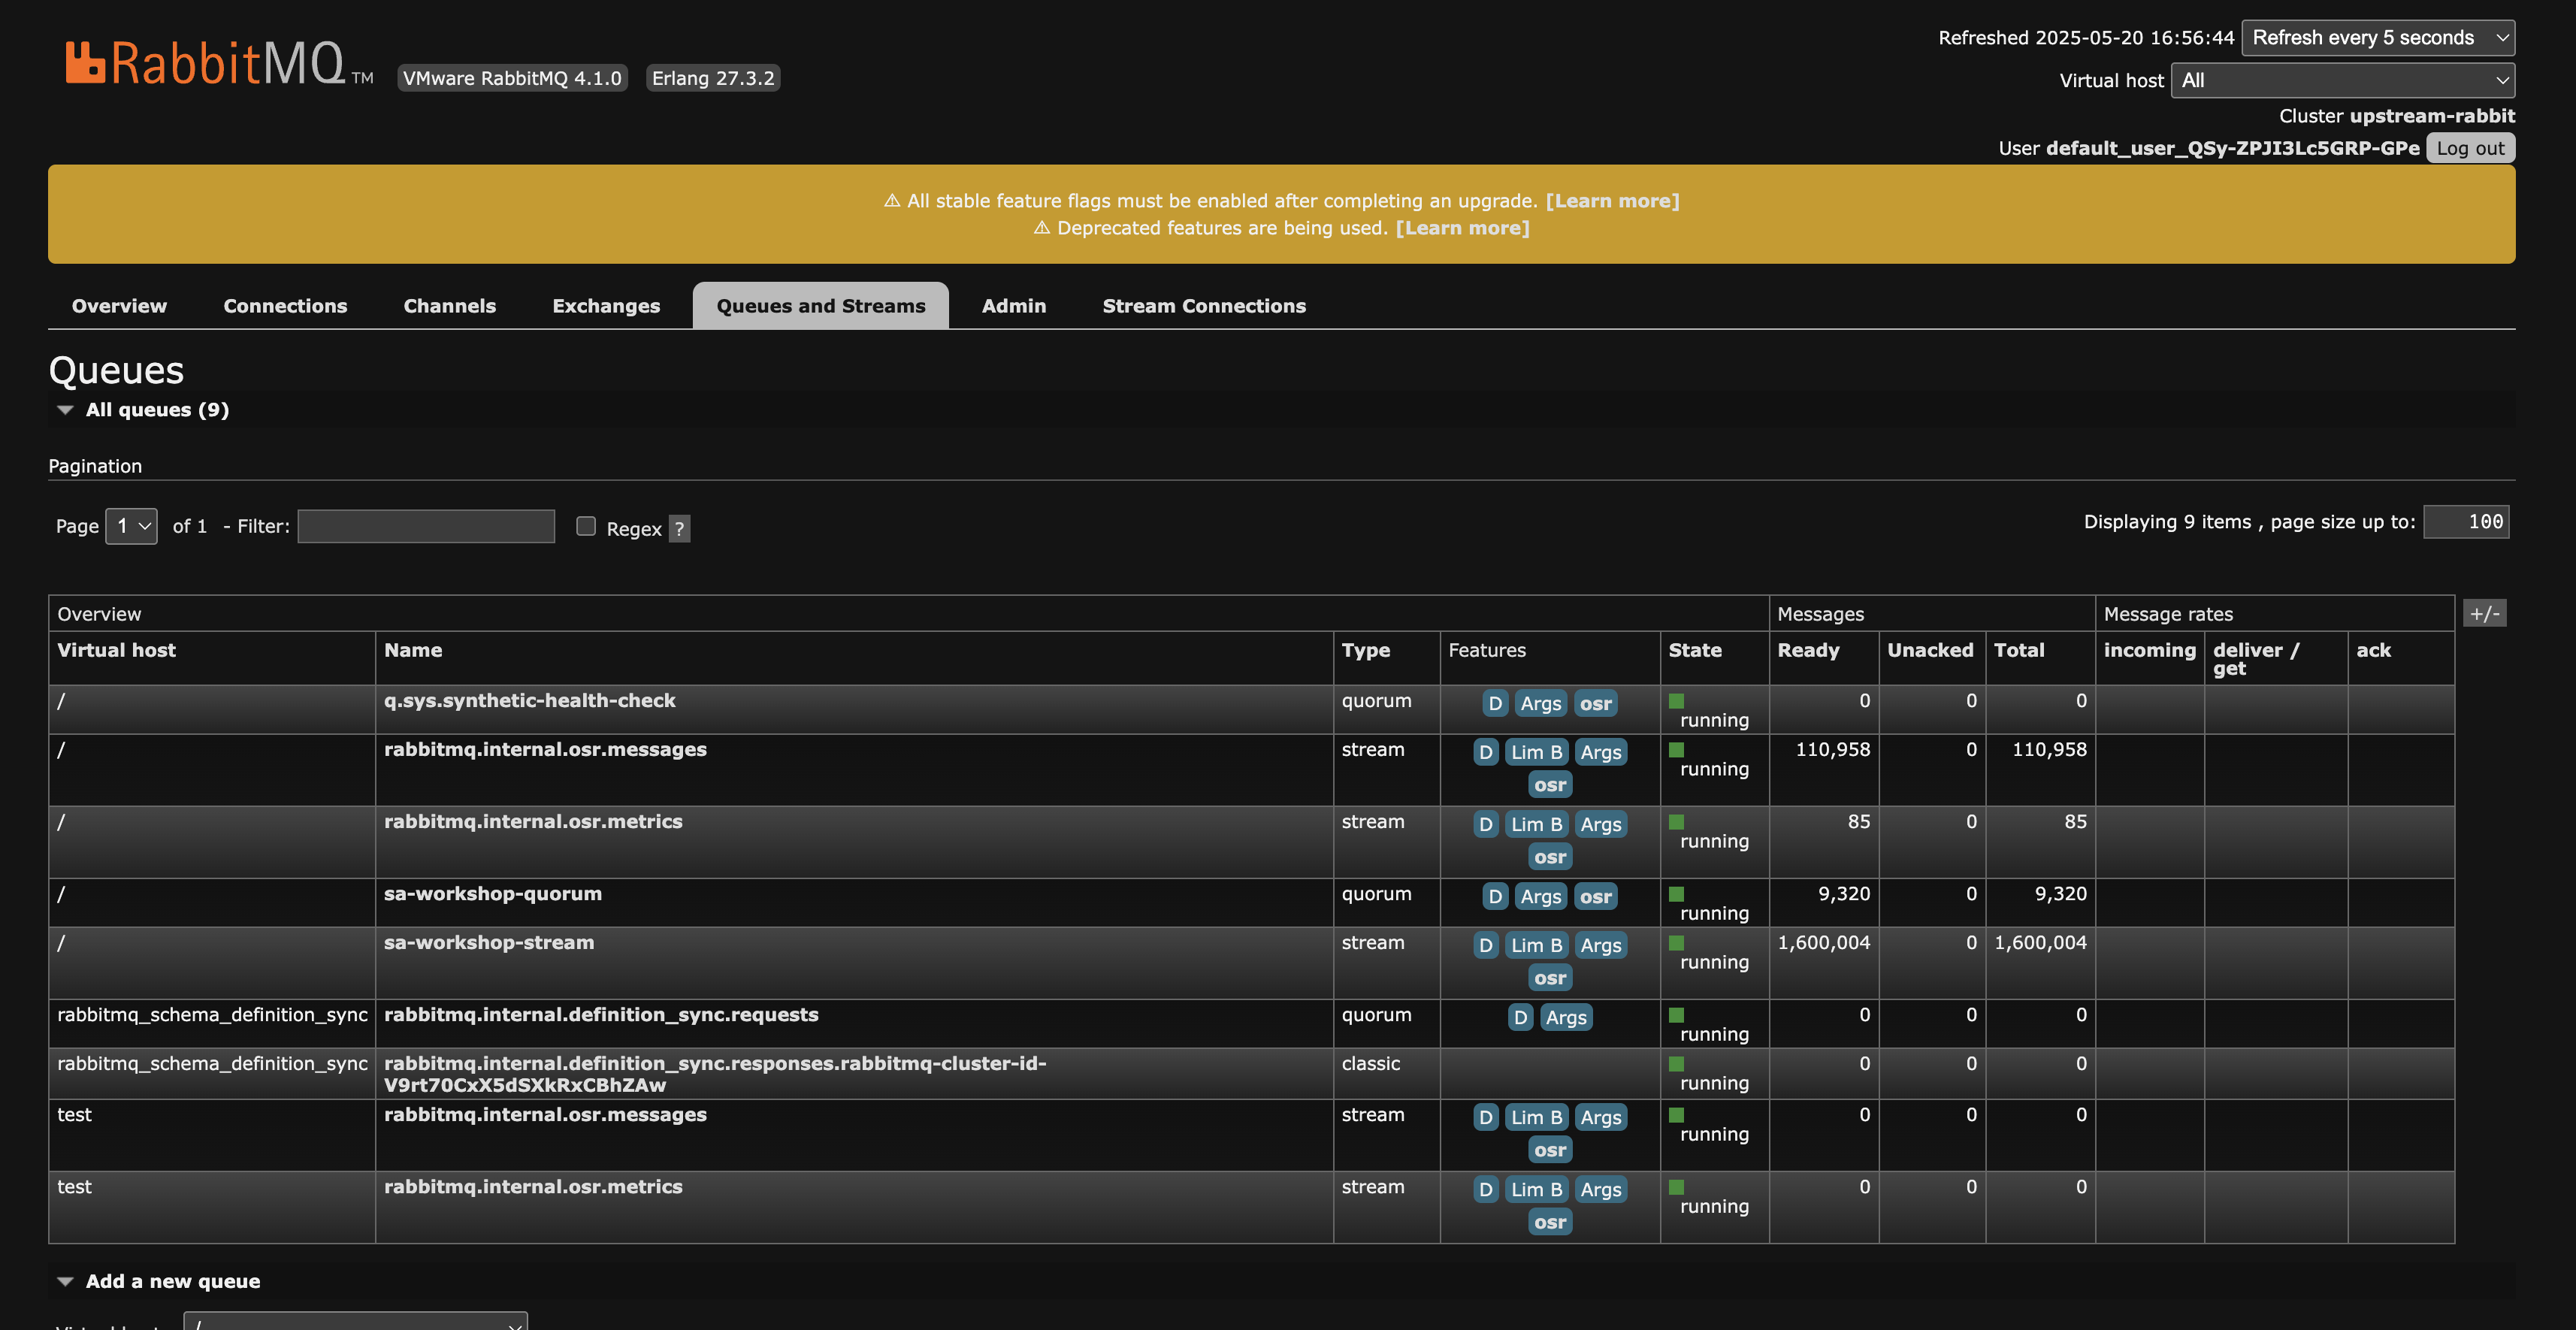 RabbitMQ TM VMware RabbitMQ 4.1.0 Erlang 27.3.2
Refreshed 2025-05-20 16:56:44 Refresh every 5 seconds
Virtual host All
Cluster upstream-rabbit
User default_user_QSy-ZPJI3Lc5GRP-GPe Log out
⚠ All stable feature flags must be enabled after completing an upgrade. [Learn more]
⚠ Deprecated features are being used. [Learn more]
Overview Connections Channels Exchanges Queues and Streams Admin Stream Connections
Queues
All queues (9)
Pagination
Page 1 of 1 - Filter: Regex ? Displaying 9 items , page size up to: 100
Overview Messages Message rates +/-
Virtual host Name Type Features State Ready Unacked Total incoming deliver / get ack
/ q.sys.synthetic-health-check quorum D Args osr running 0 0 0
/ rabbitmq.internal.osr.messages stream D Lim B Args osr running 110,958 0 110,958
/ rabbitmq.internal.osr.metrics stream D Lim B Args osr running 85 0 85
/ sa-workshop-quorum quorum D Args osr running 9,320 0 9,320
/ sa-workshop-stream stream D Lim B Args osr running 1,600,004 0 1,600,004
rabbitmq_schema_definition_sync rabbitmq.internal.definition_sync.requests quorum D Args running 0 0 0
rabbitmq_schema_definition_sync rabbitmq.internal.definition_sync.responses.rabbitmq-cluster-id-V9rt70CxX5dSXkRxCBhZAw classic running 0 0 0
test rabbitmq.internal.osr.messages stream D Lim B Args osr running 0 0 0
test rabbitmq.internal.osr.metrics stream D Lim B Args osr running 0 0 0
Add a new queue
/